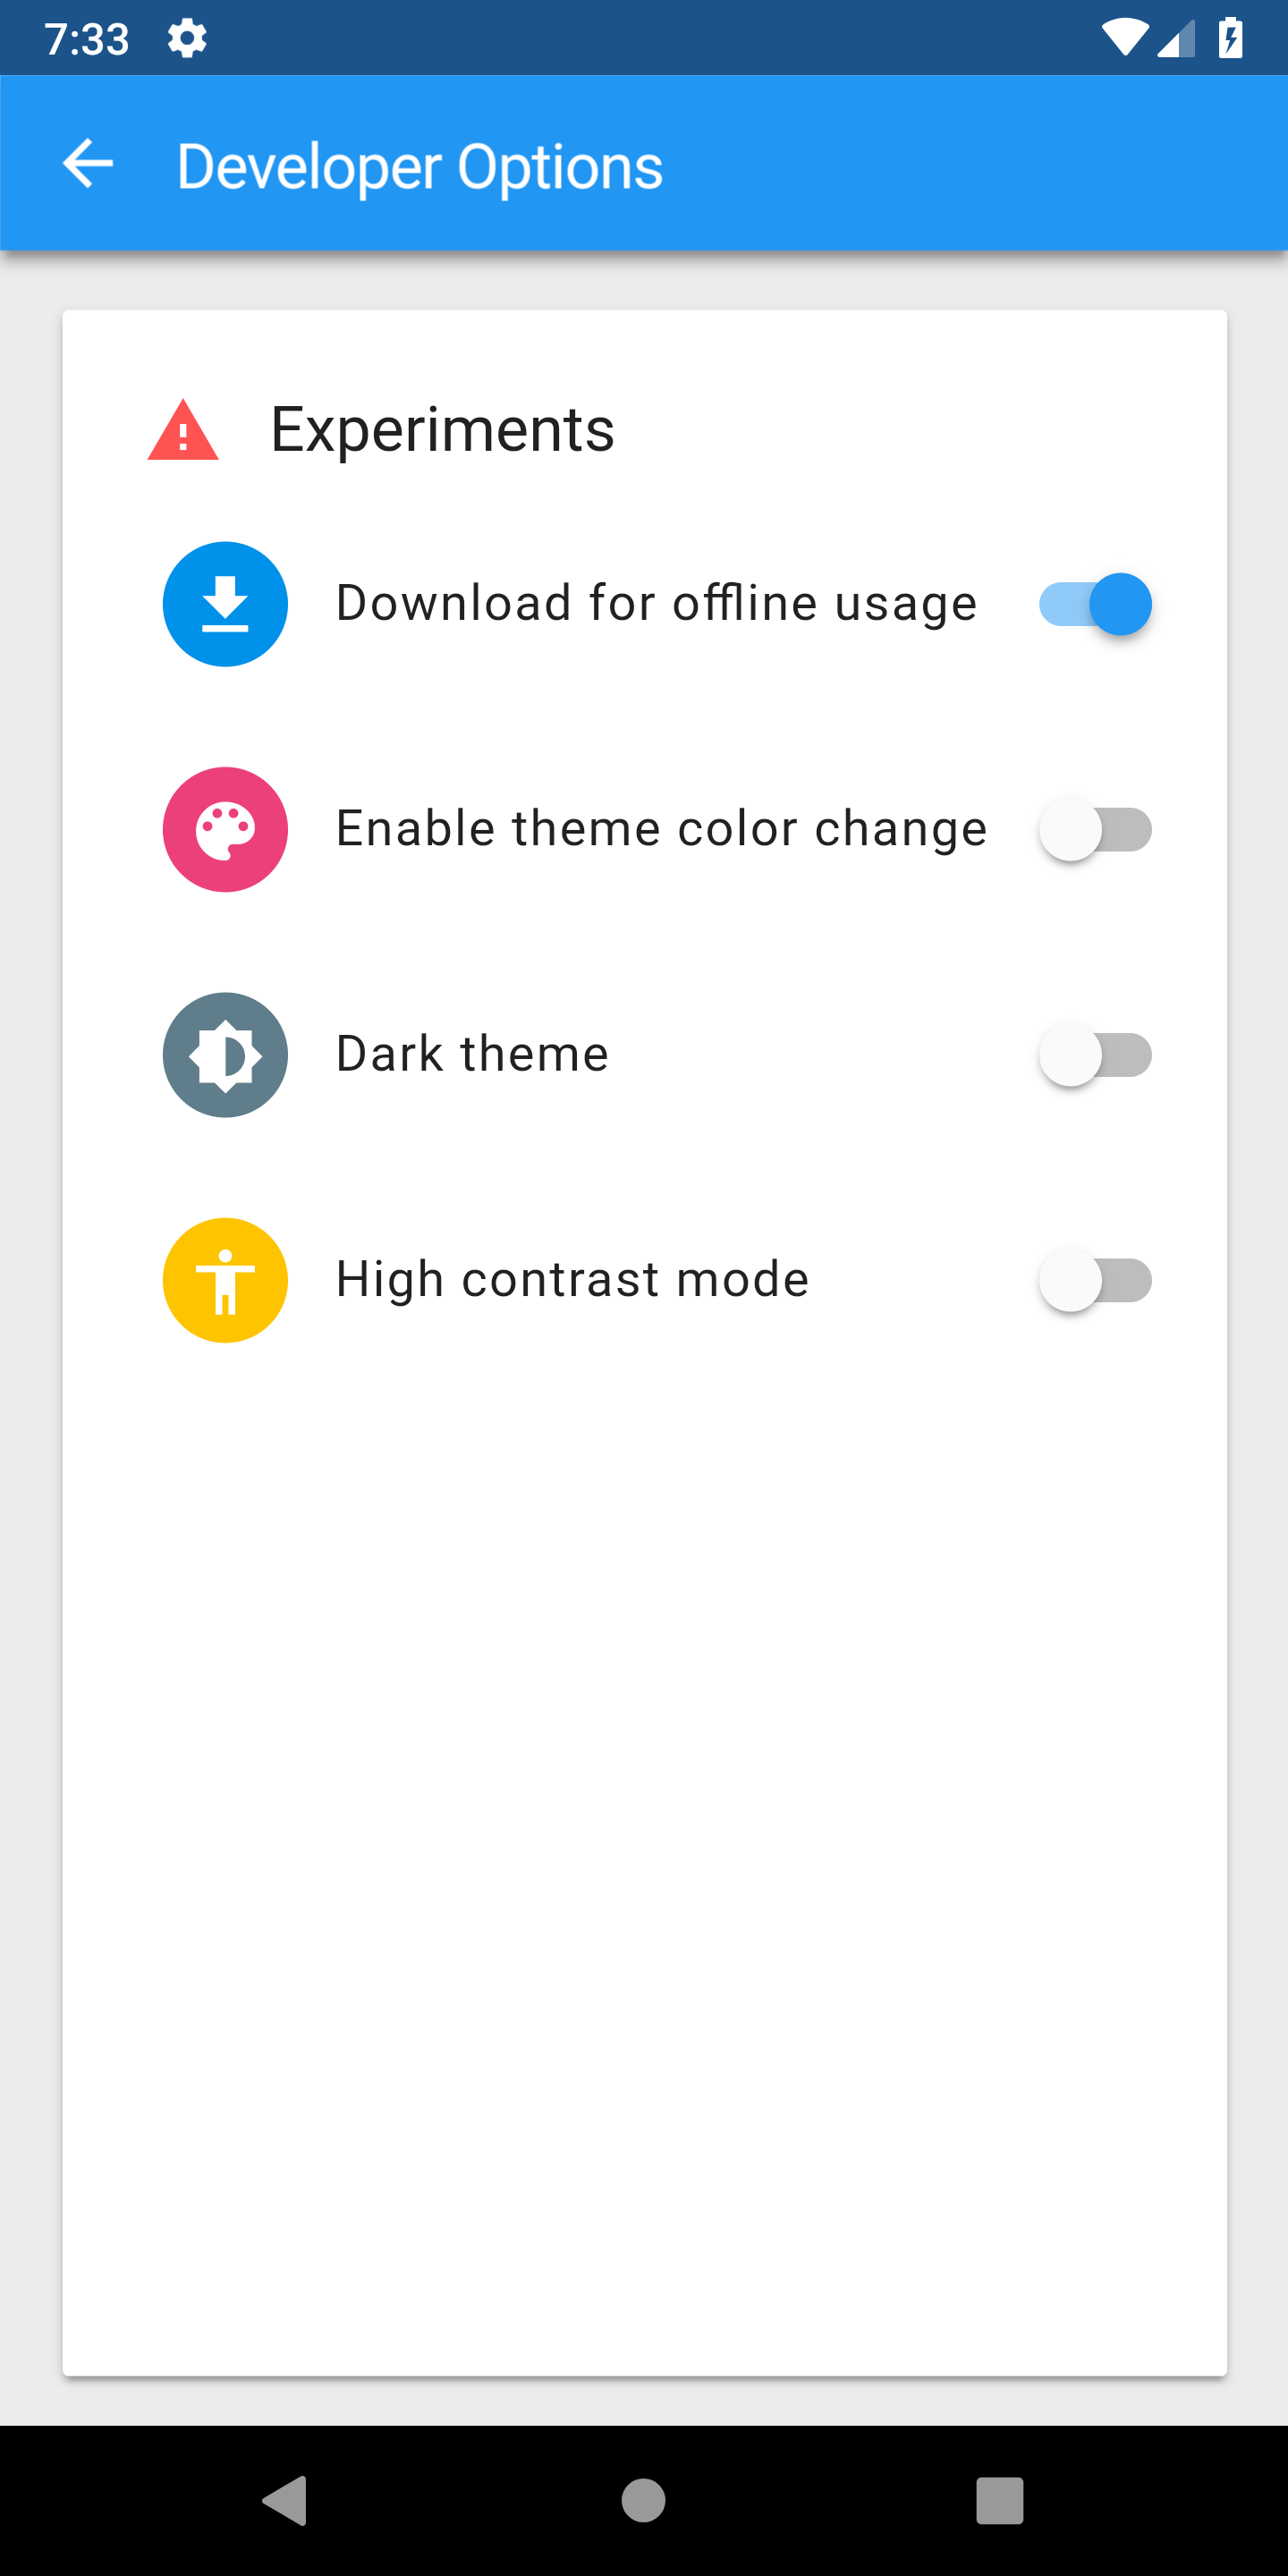 7:33
Developer Options
Experiments
Download for offline usage
Enable theme color change
Dark theme
High contrast mode